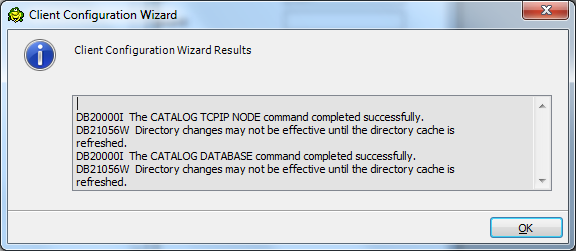 Client Configuration Wizard
Client Configuration Wizard Results
DB20000I  The CATALOG TCPIP NODE command completed successfully.
DB21056W  Directory changes may not be effective until the directory cache is
refreshed.
DB20000I  The CATALOG DATABASE command completed successfully.
DB21056W  Directory changes may not be effective until the directory cache is
refreshed.
OK